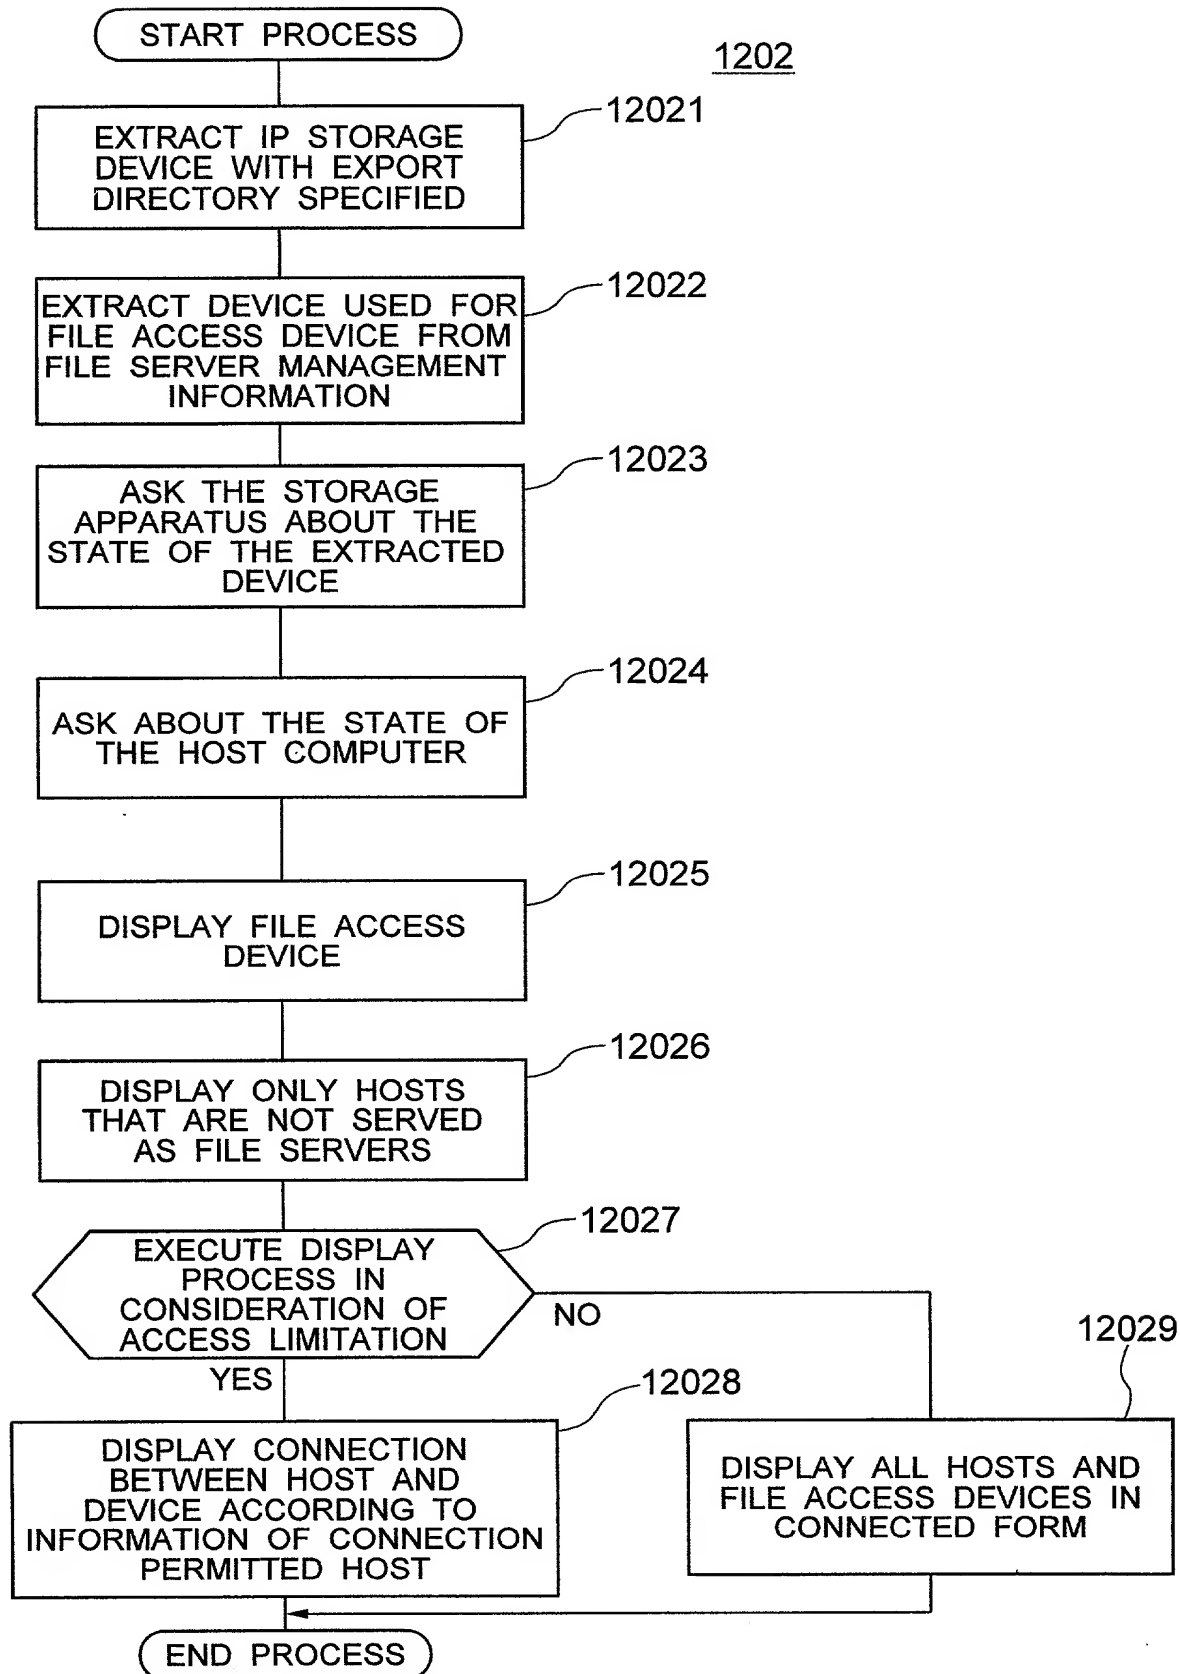 START PROCESS
1202
12021
EXTRACT IP STORAGE
DEVICE WITH EXPORT
DIRECTORY SPECIFIED
12022
EXTRACT DEVICE USED FOR
FILE ACCESS DEVICE FROM
FILE SERVER MANAGEMENT
INFORMATION
12023
ASK THE STORAGE
APPARATUS ABOUT THE
STATE OF THE EXTRACTED
DEVICE
12024
ASK ABOUT THE STATE OF
THE HOST COMPUTER
12025
DISPLAY FILE ACCESS
DEVICE
12026
DISPLAY ONLY HOSTS
THAT ARE NOT SERVED
AS FILE SERVERS
12027
EXECUTE DISPLAY
PROCESS IN
CONSIDERATION OF
ACCESS LIMITATION
NO
YES
12028
DISPLAY CONNECTION
BETWEEN HOST AND
DEVICE ACCORDING TO
INFORMATION OF CONNECTION
PERMITTED HOST
12029
DISPLAY ALL HOSTS AND
FILE ACCESS DEVICES IN
CONNECTED FORM
END PROCESS